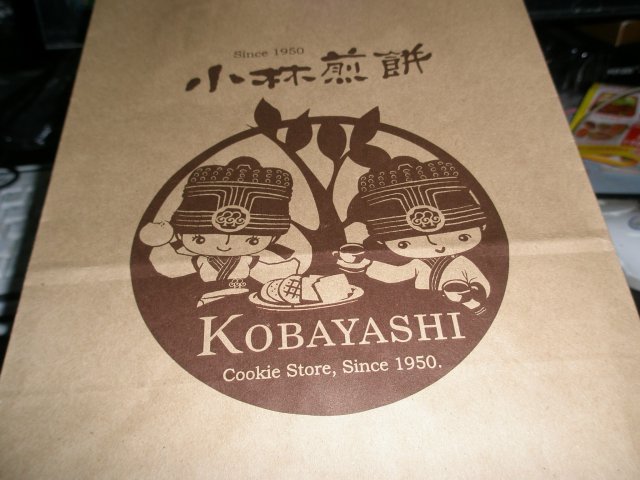 Since 1950
小林煎餅
KOBAYASHI
Cookie Store, Since 1950.